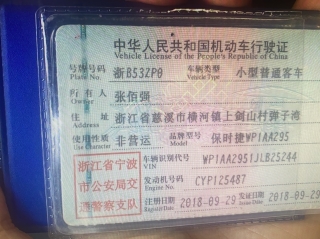 中华人民共和国机动车行驶证
Vehicle License of the People's Republic of China
号牌号码 浙B53ZP0 车辆类型 小型普通客车
Plate No. Vehicle Type
所有人 张佰强
Owner
住址 浙江省慈溪市横河镇上剑山村弹子湾
Address
使用性质 非营运 品牌型号 保时捷WP1AA295
Use Character Model
浙江省宁波 车辆识别代号 WP1AA2951JLB25244
VIN
市公安局交 发动机号码 CYP125487
Engine No.
通警察支队 注册日期 2018-09-29 发证日期 2018-09-29
Register Date Issue Date